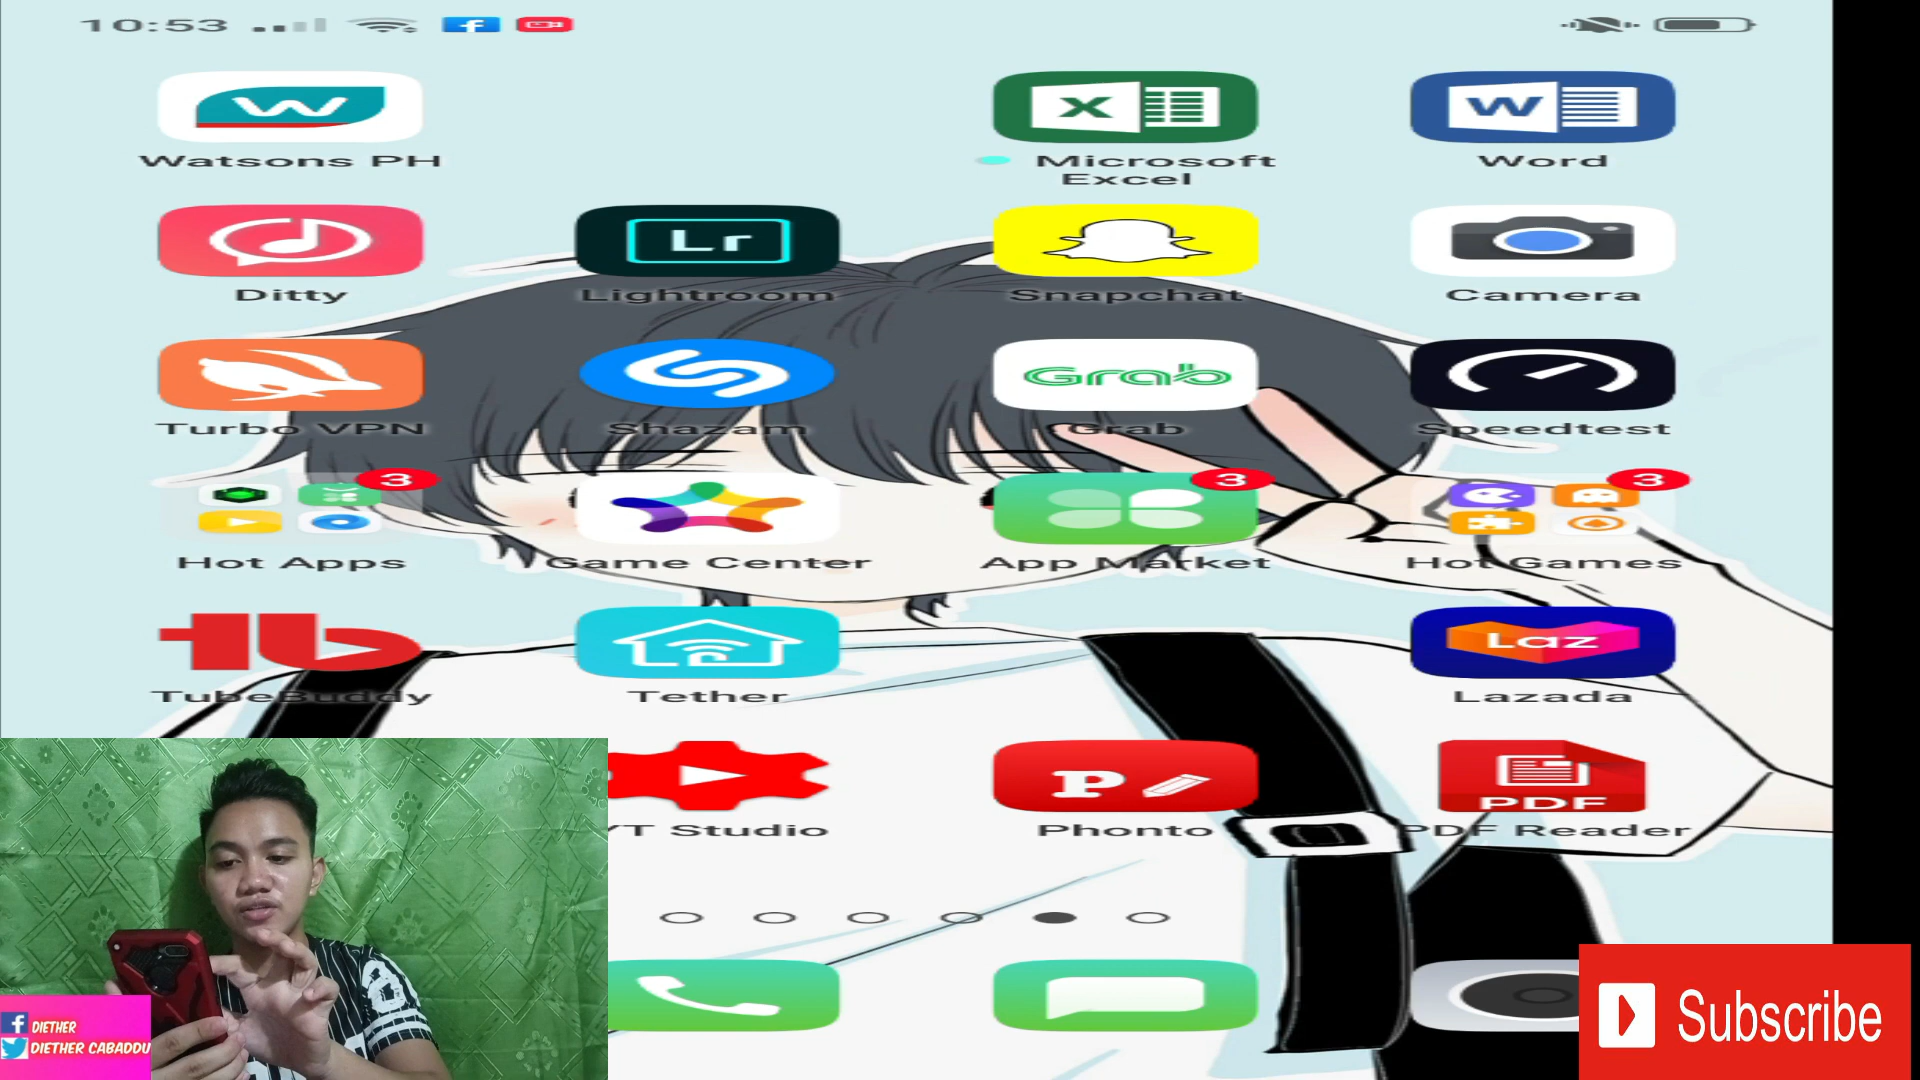 10:53
Watsons PH
Microsoft
Excel
Word
Ditty
Lr
Lightroom
Snapchat
Camera
Turbo VPN
Shazam
Grab
Grab
Speedtest
3
3
3
Hot Apps
Game Center
App Market
Hot Games
Laz
TubeBuddy
Tether
Lazada
P
PDF
YT Studio
Phonto
PDF Reader
DIETHER
DIETHER CABADDU
Subscribe